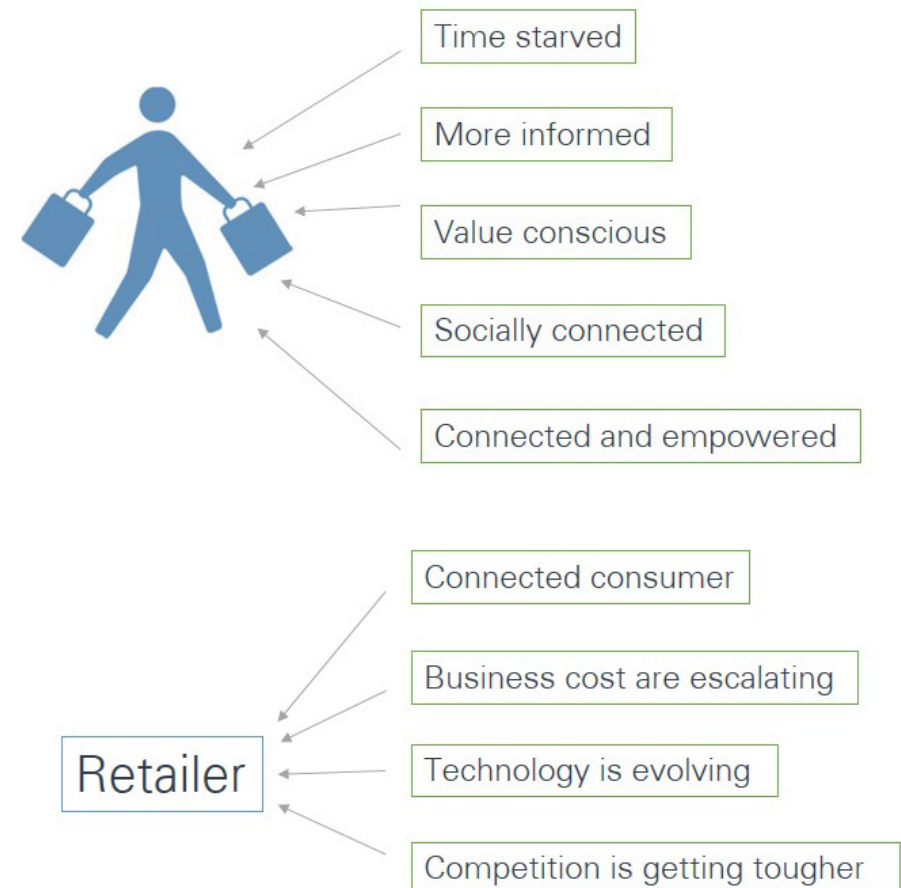 Time starved
More informed
Value conscious
Socially connected
Connected and empowered
Connected consumer
Business cost are escalating
Retailer
Technology is evolving
Competition is getting tougher